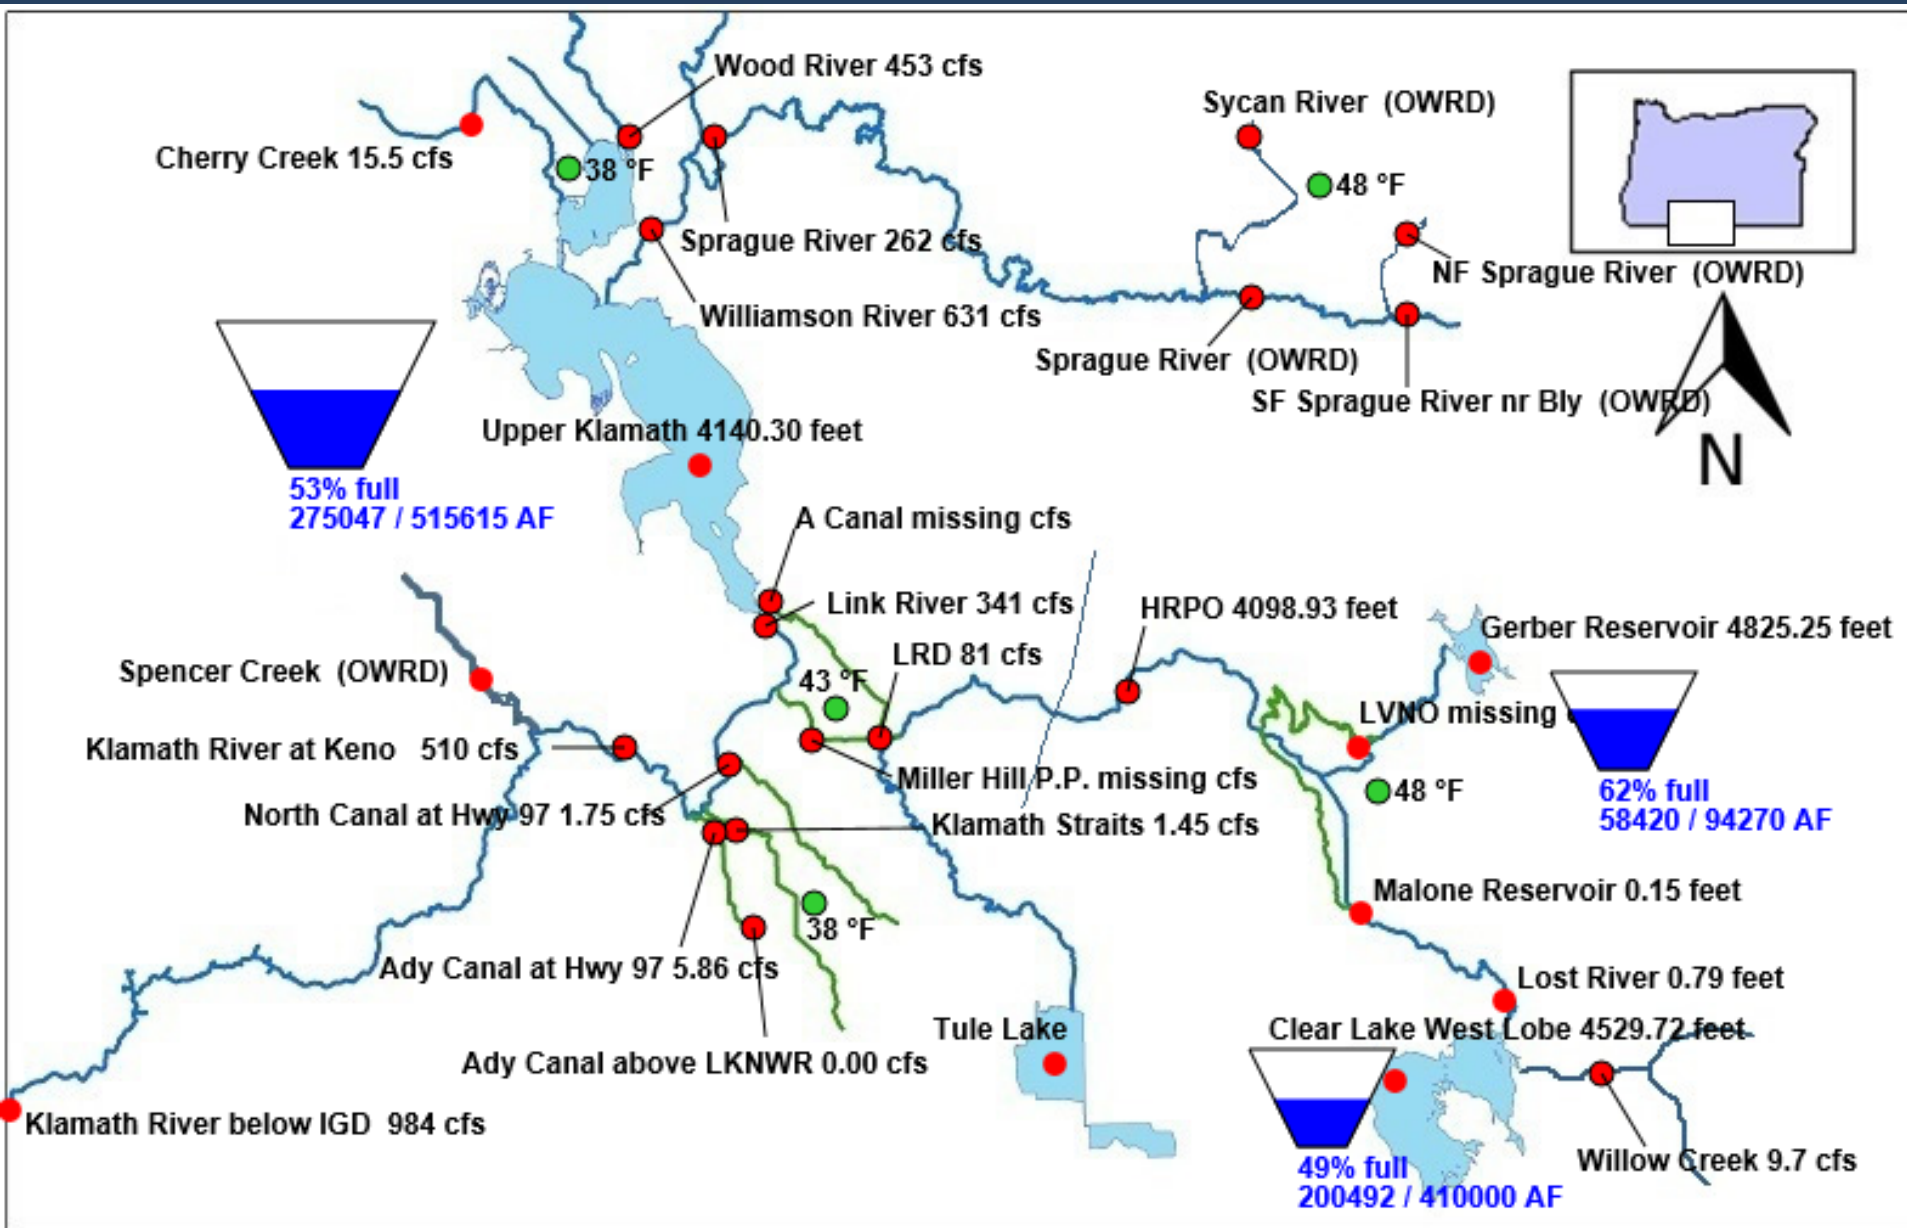 Wood River 453 cfs
Sycan River (OWRD)
Cherry Creek 15.5 cfs
38 °F
48 °F
Sprague River 262 cfs
NF Sprague River (OWRD)
Williamson River 631 cfs
Sprague River (OWRD)
SF Sprague River nr Bly (OWRD)
N
Upper Klamath 4140.30 feet
53% full
275047 / 515615 AF
A Canal missing cfs
Link River 341 cfs
HRPO 4098.93 feet
Gerber Reservoir 4825.25 feet
LRD 81 cfs
Spencer Creek (OWRD)
43 °F
LVNO missing
Klamath River at Keno 510 cfs
Miller Hill P.P. missing cfs
48 °F
62% full
58420 / 94270 AF
North Canal at Hwy 97 1.75 cfs
Klamath Straits 1.45 cfs
Malone Reservoir 0.15 feet
38 °F
Ady Canal at Hwy 97 5.86 cfs
Lost River 0.79 feet
Tule Lake
Clear Lake West Lobe 4529.72 feet
Ady Canal above LKNWR 0.00 cfs
Klamath River below IGD 984 cfs
Willow Creek 9.7 cfs
49% full
200492 / 410000 AF